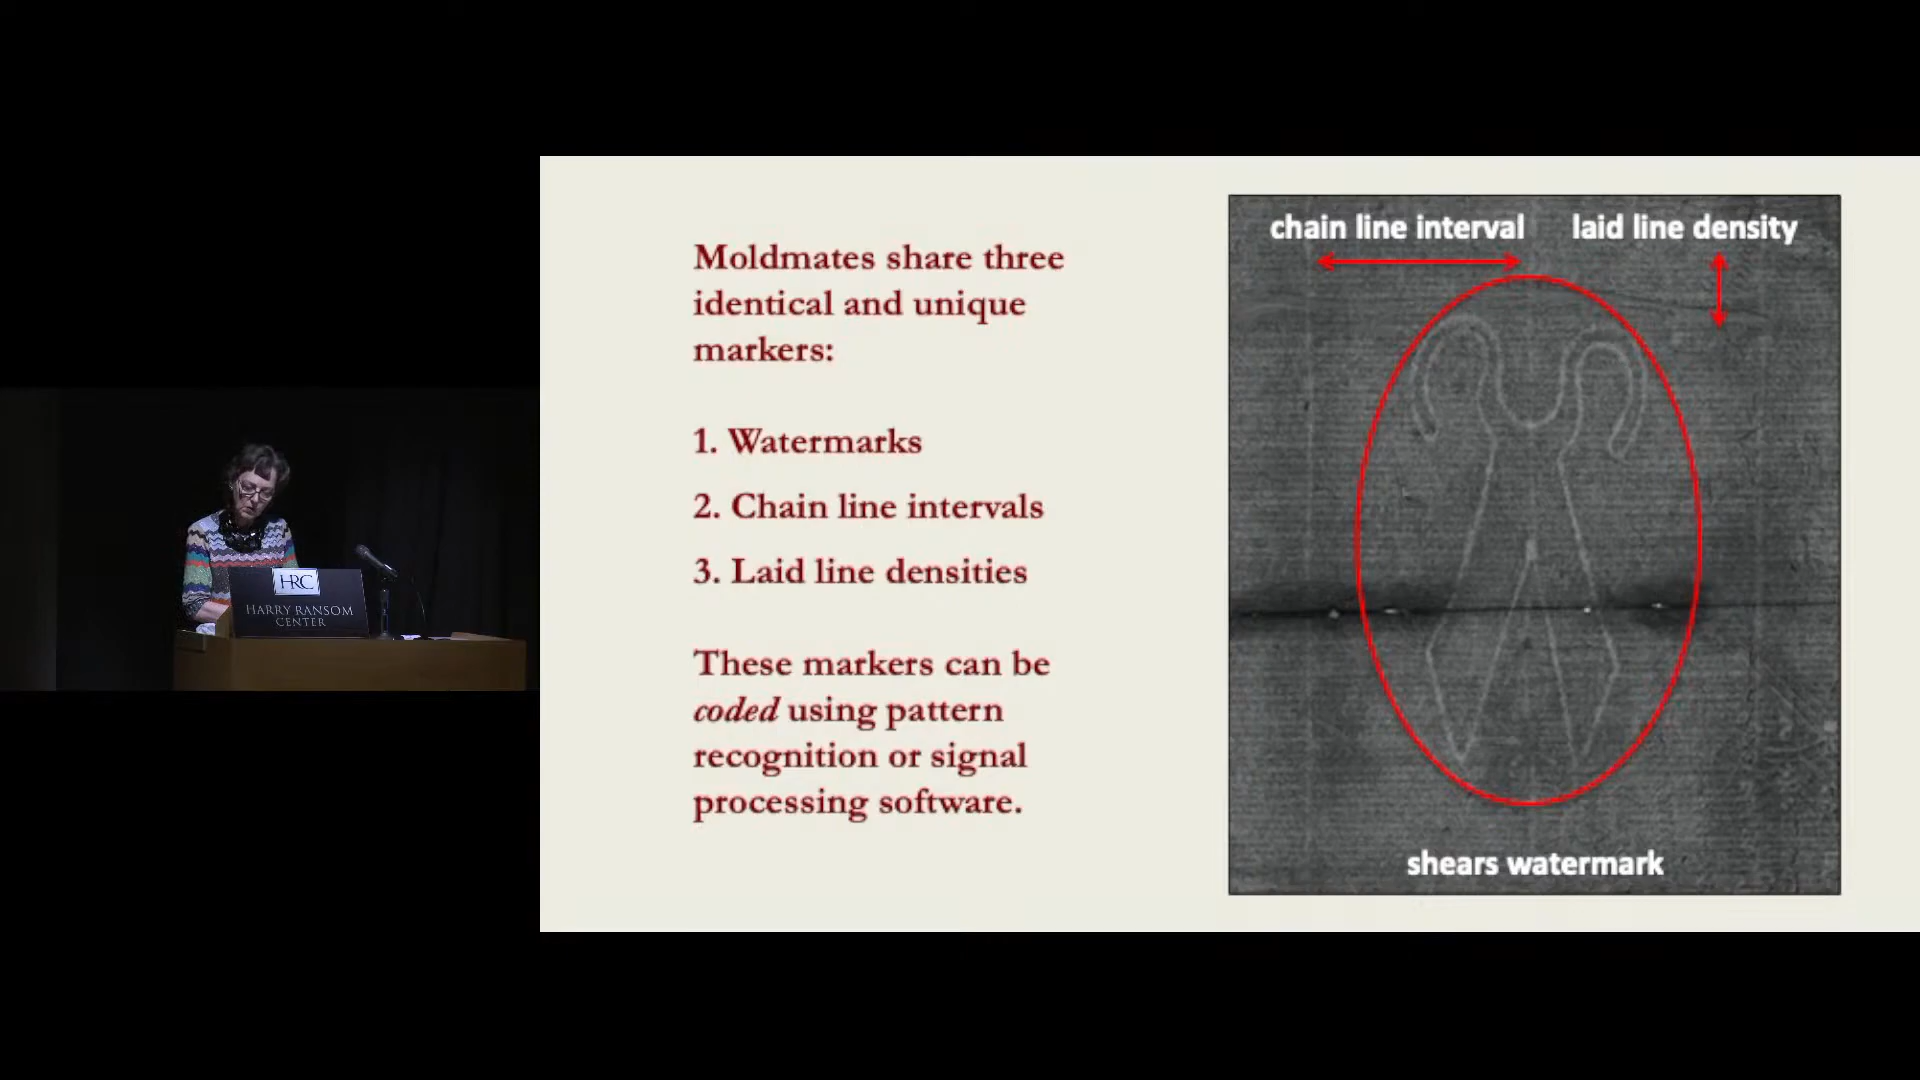 HRC
HARRY RANSOM
CENTER
Moldmates share three
identical and unique
markers:
1. Watermarks
2. Chain line intervals
3. Laid line densities
These markers can be
coded using pattern
recognition or signal
processing software.
chain line interval
laid line density
shears watermark